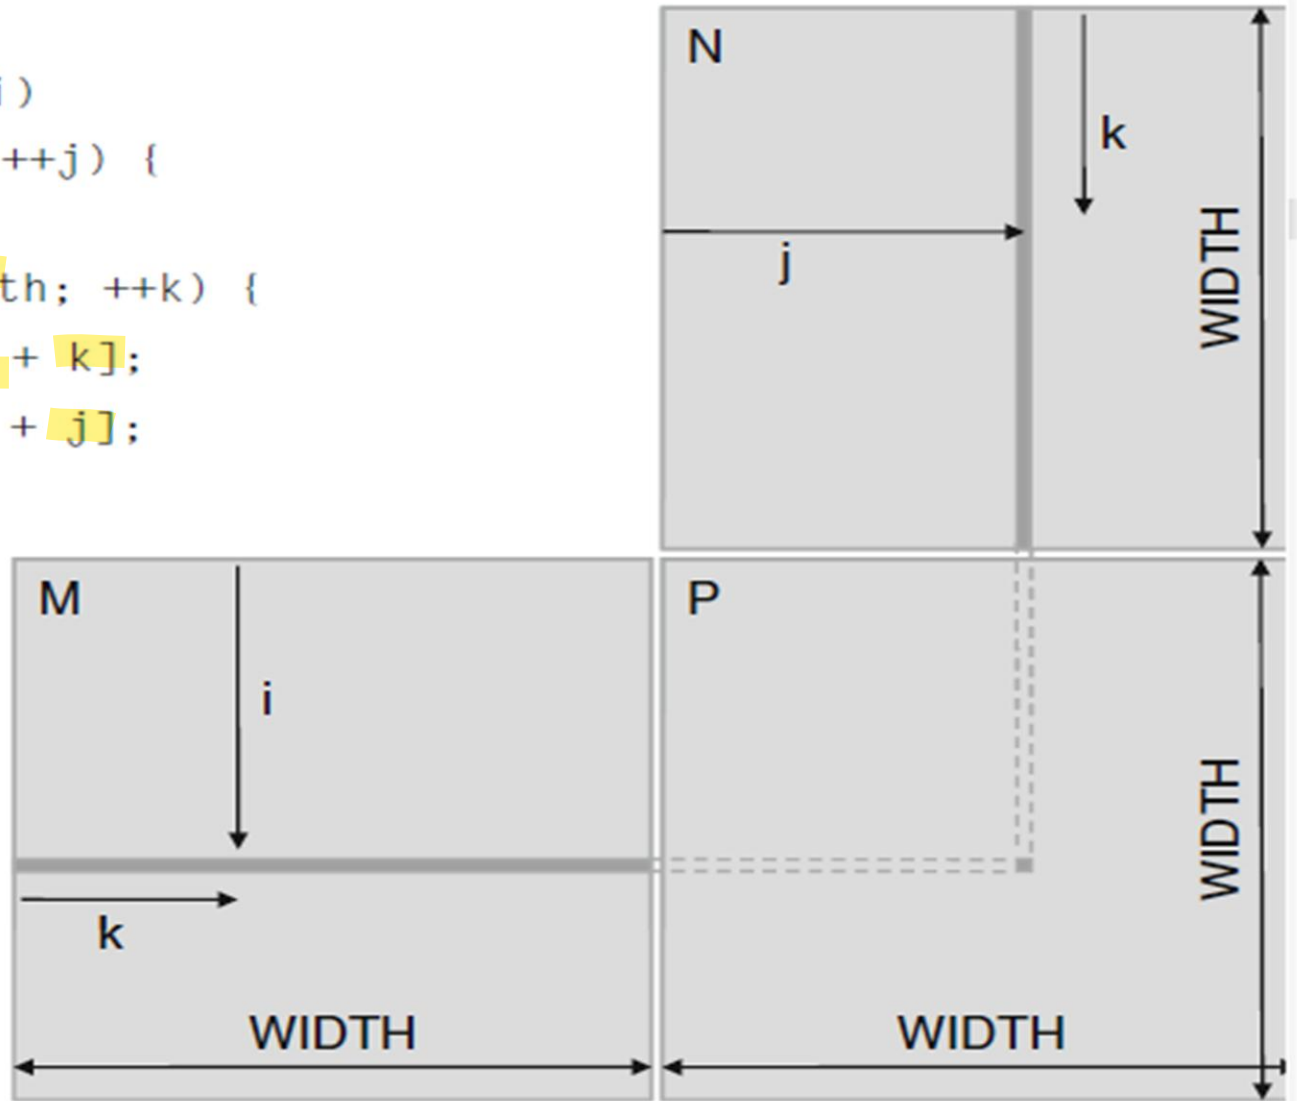 i)
++j) {
th; ++k) {
+ k];
+ j];
N
k
j
WIDTH
M
i
k
WIDTH
P
WIDTH
WIDTH